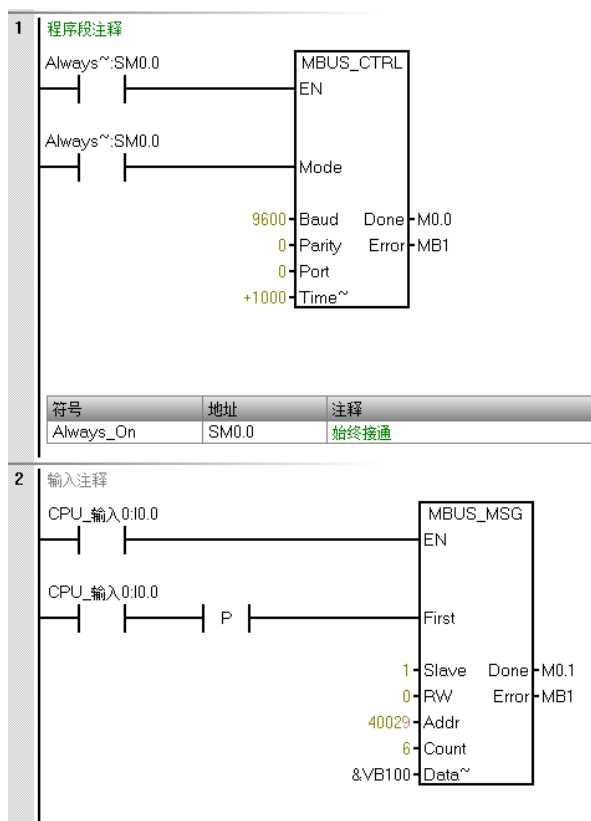 1 程序段注释
Always~:SM0.0 MBUS_CTRL
EN
Always~:SM0.0
Mode
9600 Baud Done M0.0
0 Parity Error MB1
0 Port
+1000 Time~
符号 地址 注释
Always_On SM0.0 始终接通
2 输入注释
CPU_输入0:I0.0 MBUS_MSG
EN
CPU_输入0:I0.0
P First
1 Slave Done M0.1
0 RW Error MB1
40029 Addr
6 Count
&VB100 Data~